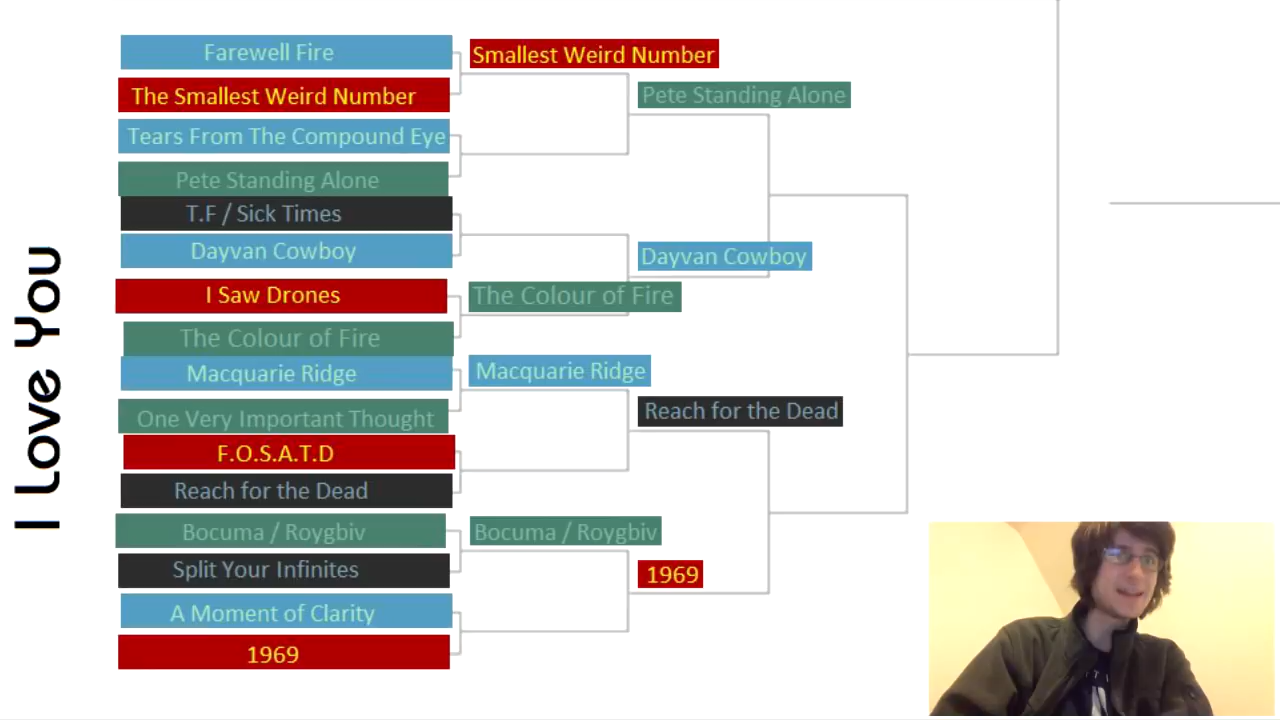 I Love You
Farewell Fire
The Smallest Weird Number
Tears From The Compound Eye
Pete Standing Alone
T.F / Sick Times
Dayvan Cowboy
I Saw Drones
The Colour of Fire
Macquarie Ridge
One Very Important Thought
F.O.S.A.T.D
Reach for the Dead
Bocuma / Roygbiv
Split Your Infinites
A Moment of Clarity
1969
Smallest Weird Number
The Colour of Fire
Macquarie Ridge
Bocuma / Roygbiv
Pete Standing Alone
Dayvan Cowboy
Reach for the Dead
1969